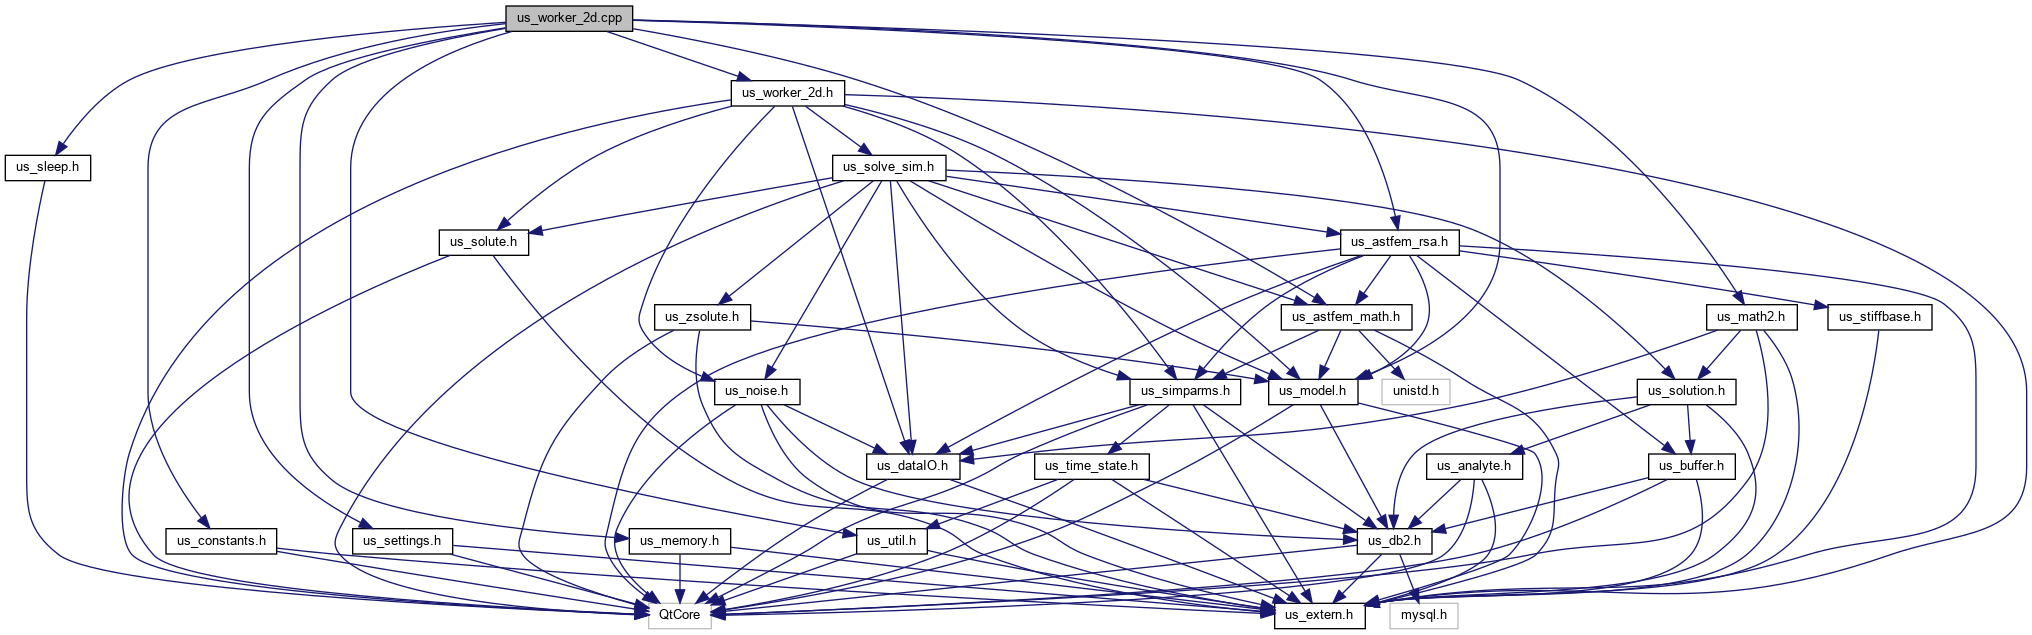 us_worker_2d.cpp
us_worker_2d.h
us_sleep.h
us_solve_sim.h
us_solute.h
us_astfem_rsa.h
us_zsolute.h
us_astfem_math.h
us_math2.h
us_stiffbase.h
us_noise.h
us_simparms.h
us_model.h
unistd.h
us_solution.h
us_dataIO.h
us_time_state.h
us_analyte.h
us_buffer.h
us_constants.h
us_settings.h
us_memory.h
us_util.h
us_db2.h
QtCore
us_extern.h
mysql.h